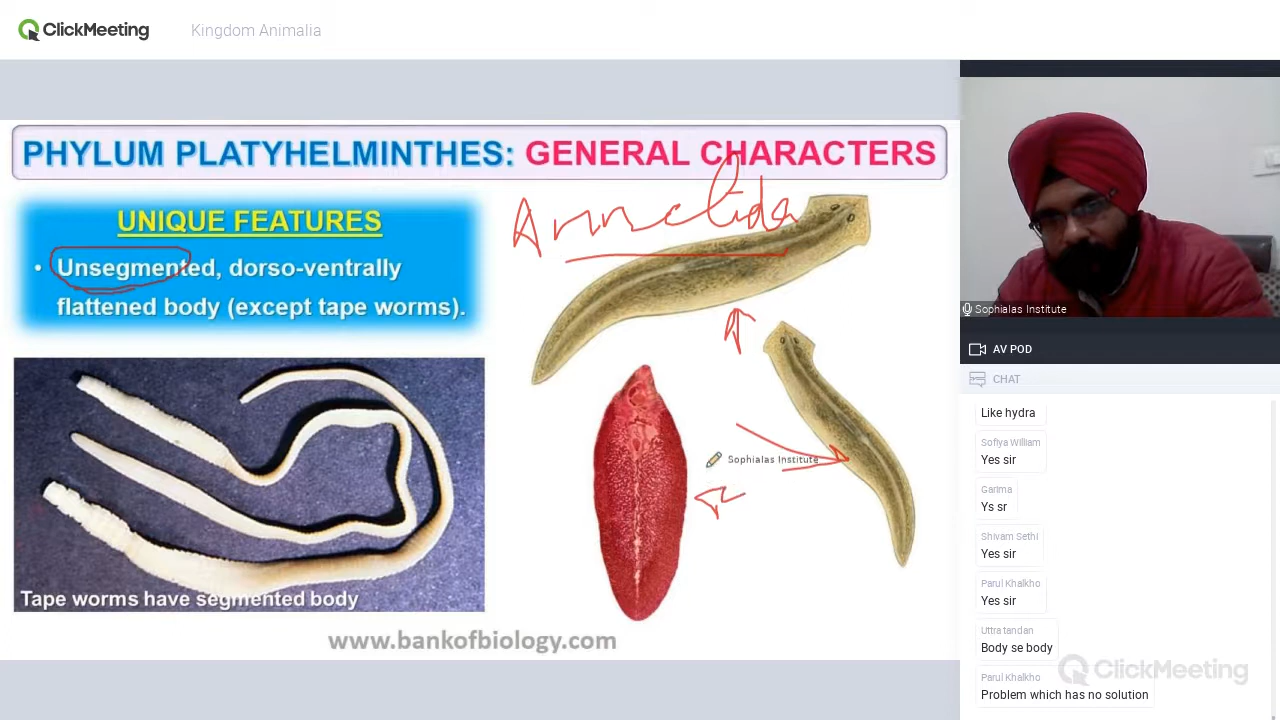 ClickMeeting
Kingdom Animalia
PHYLUM PLATYHELMINTHES: GENERAL CHARACTERS
Annelida
UNIQUE FEATURES
• Unsegmented, dorso-ventrally
flattened body (except tape worms).
Sophialas Institute
Tape worms have segmented body
www.bankofbiology.com
Sophialas Institute
AV POD
CHAT
Like hydra
Sofiya William
Yes sir
Garima
Ys sr
Shivam Sethi
Yes sir
Parul Khalkho
Yes sir
Uttra tandan
Body se body
Parul Khalkho
Problem which has no solution
ClickMeeting